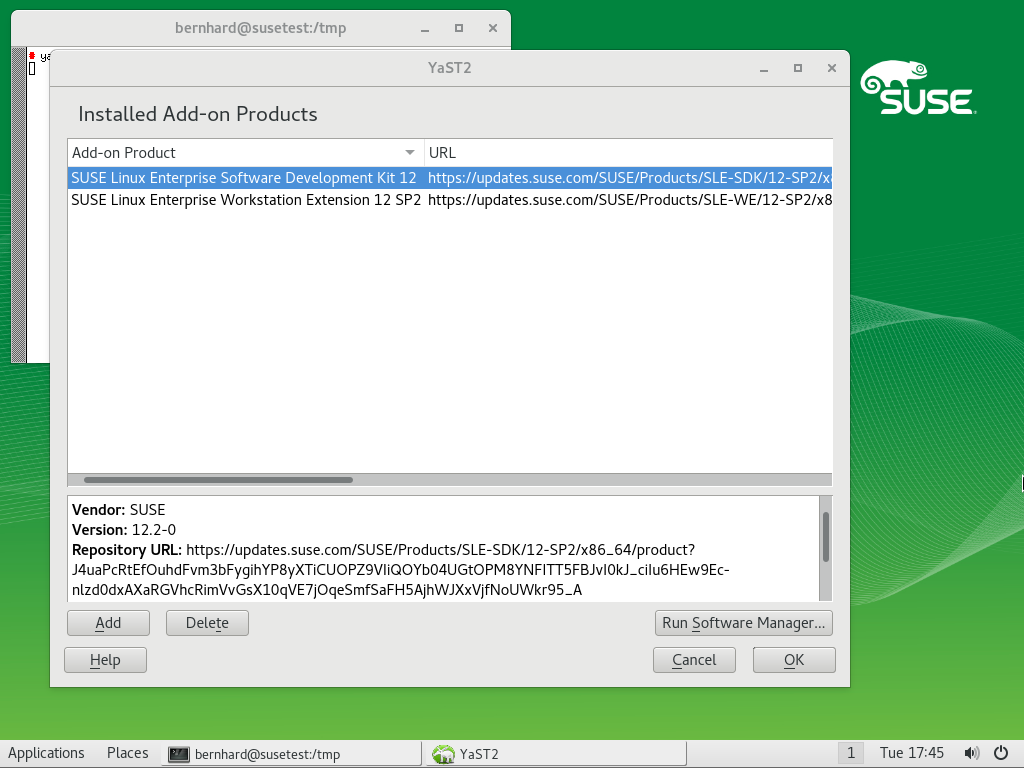 bernhard@susetest:/tmp
ya
YaST2
SUSE
Installed Add-on Products
Add-on Product URL
SUSE Linux Enterprise Software Development Kit 12 https://updates.suse.com/SUSE/Products/SLE-SDK/12-SP2/x8
SUSE Linux Enterprise Workstation Extension 12 SP2 https://updates.suse.com/SUSE/Products/SLE-WE/12-SP2/x8
Vendor: SUSE
Version: 12.2-0
Repository URL: https://updates.suse.com/SUSE/Products/SLE-SDK/12-SP2/x86_64/product?
J4uaPcRtEfOuhdFvm3bFygihYP8yXTiCUOPZ9VIiQOYb04UGtOPM8YNFITT5FBJvI0kJ_ciIu6HEw9Ec-
nlzd0dxAXaRGVhcRimVvGsX10qVE7jOqeSmfSaFH5AjhWJXxVjfNoUWkr95_A
Add Delete Run Software Manager...
Help Cancel OK
Applications Places bernhard@susetest:/tmp YaST2 1 Tue 17:45